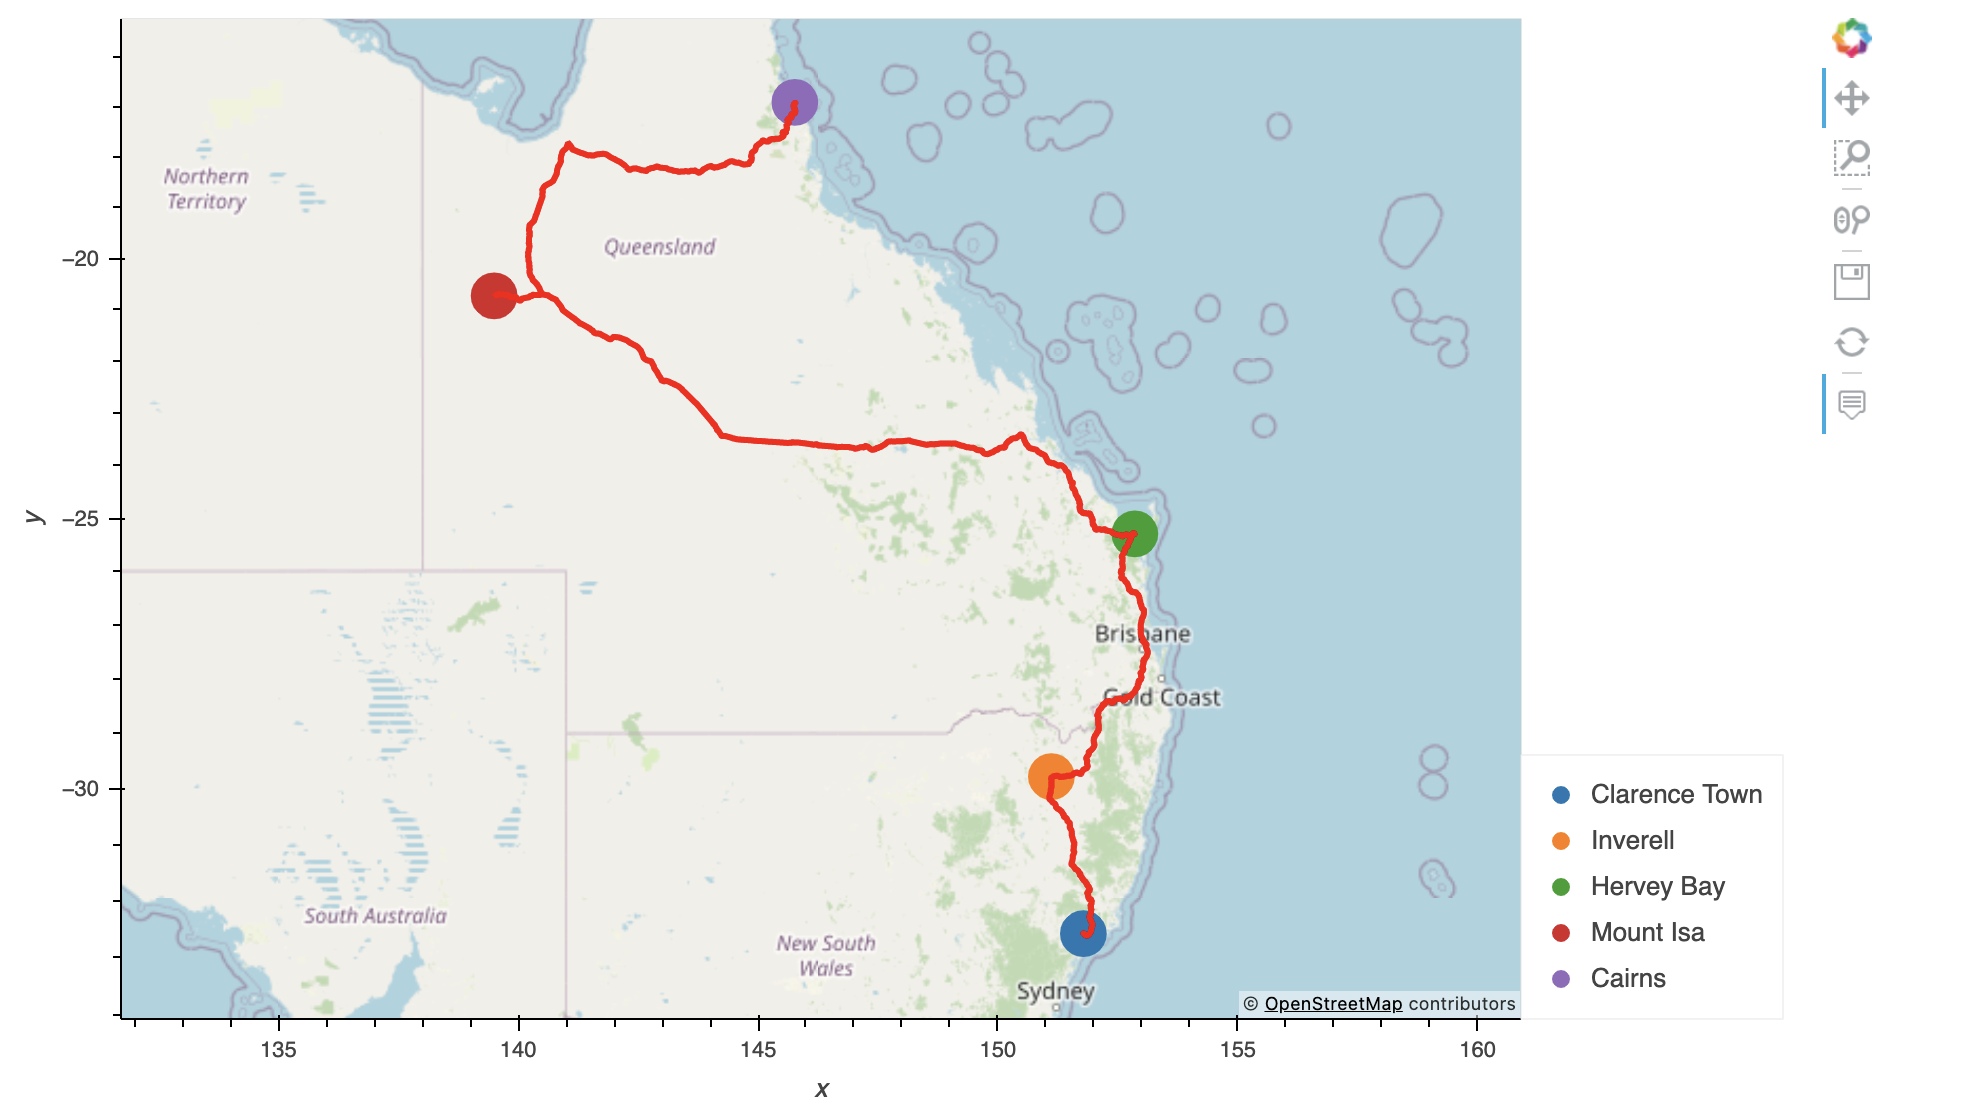 Northern
Territory
Queensland
Brisbane
Gold Coast
South Australia
New South
Wales
Sydney
© OpenStreetMap contributors
−20
−25
−30
y
135
140
145
150
155
160
x
Clarence Town
Inverell
Hervey Bay
Mount Isa
Cairns